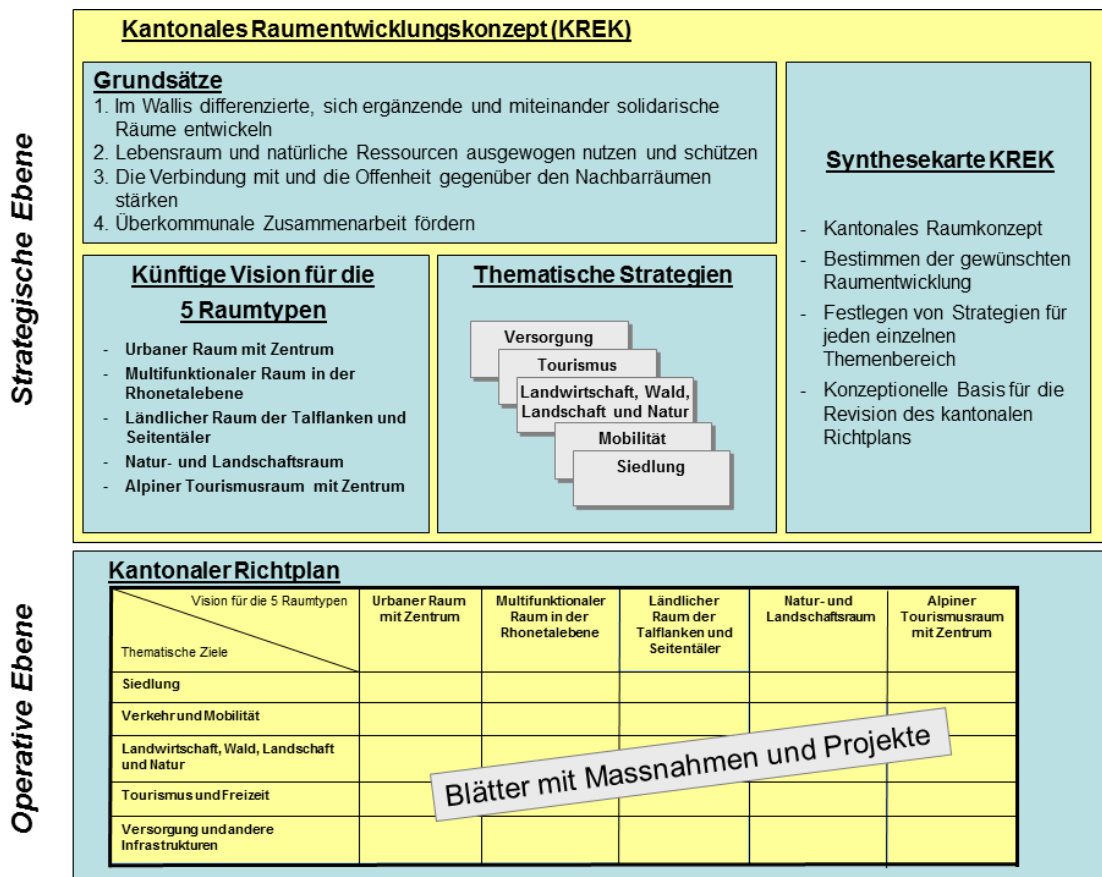 Strategische Ebene
Kantonales Raumentwicklungskonzept (KREK)
Grundsätze
1. Im Wallis differenzierte, sich ergänzende und miteinander solidarische
Räume entwickeln
2. Lebensraum und natürliche Ressourcen ausgewogen nutzen und schützen
3. Die Verbindung mit und die Offenheit gegenüber den Nachbarräumen
stärken
4. Überkommunale Zusammenarbeit fördern
Künftige Vision für die
5 Raumtypen
- Urbaner Raum mit Zentrum
- Multifunktionaler Raum in der
Rhonetalebene
- Ländlicher Raum der Talflanken und
Seitentäler
- Natur- und Landschaftsraum
- Alpiner Tourismusraum mit Zentrum
Thematische Strategien
Versorgung
Tourismus
Landwirtschaft, Wald,
Landschaft und Natur
Mobilität
Siedlung
Synthesekarte KREK
- Kantonales Raumkonzept
- Bestimmen der gewünschten
Raumentwicklung
- Festlegen von Strategien für
jeden einzelnen
Themenbereich
- Konzeptionelle Basis für die
Revision des kantonalen
Richtplans
Operative Ebene
Kantonaler Richtplan
Vision für die 5 Raumtypen
Thematische Ziele
Urbaner Raum
mit Zentrum
Multifunktionaler
Raum in der
Rhonetalebene
Ländlicher
Raum der
Talflanken und
Seitentäler
Natur- und
Landschaftsraum
Alpiner
Tourismusraum
mit Zentrum
Siedlung
Verkehr und Mobilität
Landwirtschaft, Wald, Landschaft
und Natur
Tourismus und Freizeit
Versorgung und andere
Infrastrukturen
Blätter mit Massnahmen und Projekte